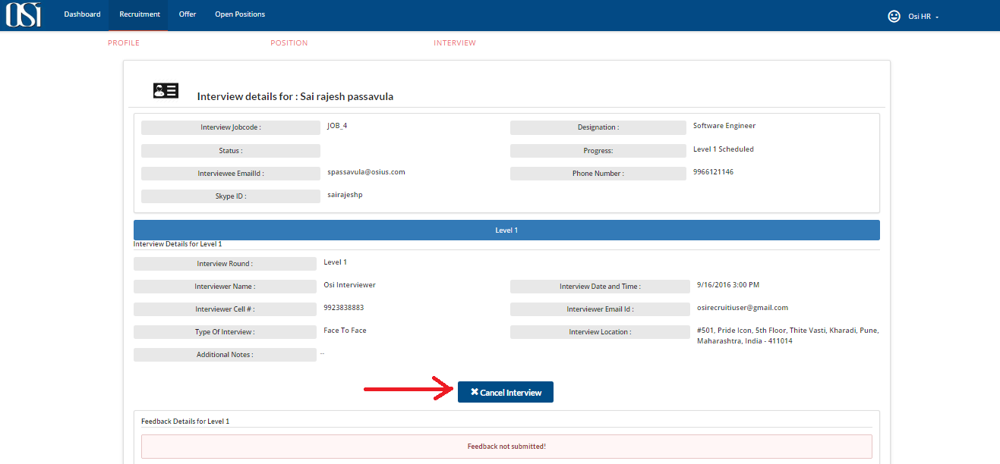 OSi Dashboard Recruitment Offer Open Positions Osi HR
PROFILE POSITION INTERVIEW
Interview details for : Sai rajesh passavula
Interview Jobcode : JOB_4 Designation : Software Engineer
Status : Progress: Level 1 Scheduled
Interviewee EmailId : spassavula@osius.com Phone Number : 9966121146
Skype ID : sairajeshp
Level 1
Interview Details for Level 1
Interview Round : Level 1
Interviewer Name : Osi Interviewer Interview Date and Time : 9/16/2016 3:00 PM
Interviewer Cell # : 9923838883 Interviewer Email Id : osirecruitiuser@gmail.com
Type Of Interview : Face To Face Interview Location : #501, Pride Icon, 5th Floor, Thite Vasti, Kharadi, Pune,
Maharashtra, India - 411014
Additional Notes : --
Cancel Interview
Feedback Details for Level 1
Feedback not submitted!